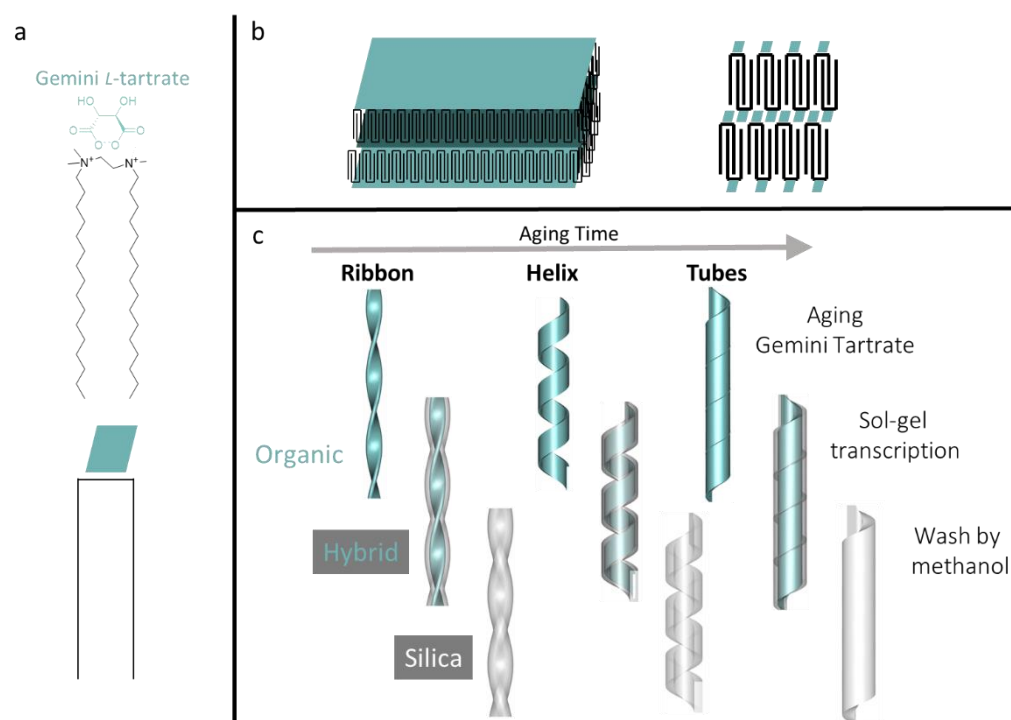 a
Gemini L-tartrate
HO
OH
O
O
O
O
N+
N+
b
c
Aging Time
Ribbon
Helix
Tubes
Aging
Gemini Tartrate
Organic
Sol-gel
transcription
Hybrid
Wash by
methanol
Silica